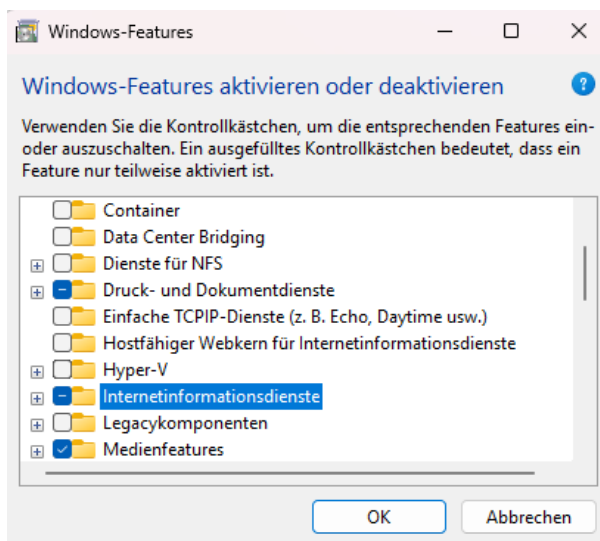 Windows-Features
Windows-Features aktivieren oder deaktivieren
?
Verwenden Sie die Kontrollkästchen, um die entsprechenden Features ein-
oder auszuschalten. Ein ausgefülltes Kontrollkästchen bedeutet, dass ein
Feature nur teilweise aktiviert ist.
Container
Data Center Bridging
Dienste für NFS
Druck- und Dokumentdienste
Einfache TCPIP-Dienste (z. B. Echo, Daytime usw.)
Hostfähiger Webkern für Internetinformationsdienste
Hyper-V
Internetinformationsdienste
Legacykomponenten
Medienfeatures
OK
Abbrechen